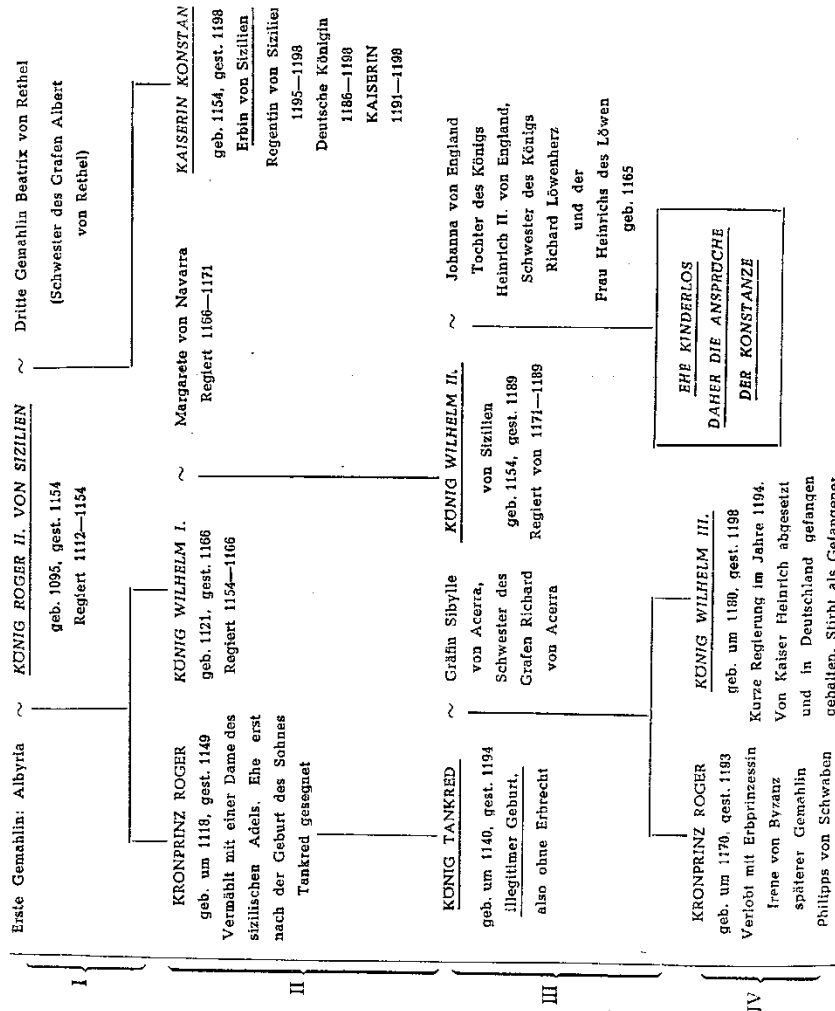 I
Erste Gemahlin: Albyria ~ KÖNIG ROGER II. VON SIZILIEN ~ Dritte Gemahlin Beatrix von Rethel
geb. 1095, gest. 1154
Regiert 1112—1154
(Schwester des Grafen Albert
von Rethel)
II
KRONPRINZ ROGER
geb. um 1118, gest. 1149
Vermählt mit einer Dame des
sizilischen Adels. Ehe erst
nach der Geburt des Sohnes
Tankred gesegnet
KÖNIG WILHELM I. ~ Margarete von Navarra
geb. 1121, gest. 1166
Regiert 1154—1166
Regiert 1166—1171
KAISERIN KONSTAN
geb. 1154, gest. 1198
Erbin von Sizilien
Regentin von Sizilien
1195—1198
Deutsche Königin
1186—1198
KAISERIN
1191—1198
III
KÖNIG TANKRED ~ Gräfin Sibylle
geb. um 1140, gest. 1194
illegitimer Geburt,
also ohne Erbrecht
von Acerra,
Schwester des
Grafen Richard
von Acerra
KÖNIG WILHELM II. ~ Johanna von England
von Sizilien
geb. 1154, gest. 1189
Regiert von 1171—1189
Tochter des Königs
Heinrich II. von England,
Schwester des Königs
Richard Löwenherz
und der
Frau Heinrichs des Löwen
geb. 1165
IV
KRONPRINZ ROGER
geb. um 1170, gest. 1193
Verlobt mit Erbprinzessin
Irene von Byzanz
späterer Gemahlin
Philipps von Schwaben
KÖNIG WILHELM III.
geb. um 1180, gest. 1198
Kurze Regierung im Jahre 1194.
Von Kaiser Heinrich abgesetzt
und in Deutschland gefangen
gehalten. Stirbt als Gefangener
EHE KINDERLOS
DAHER DIE ANSPRÜCHE
DER KONSTANZE